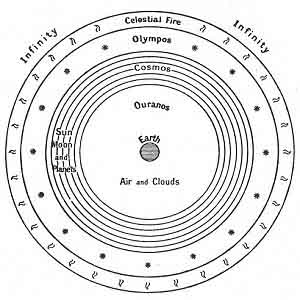 Celestial Fire
Infinity
Infinity
Olympos
Cosmos
Ouranos
Sun
Moon
and
Planets
Earth
Air and Clouds